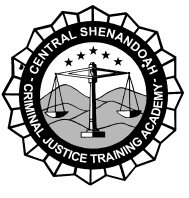 CENTRAL SHENANDOAH
CRIMINAL JUSTICE TRAINING ACADEMY